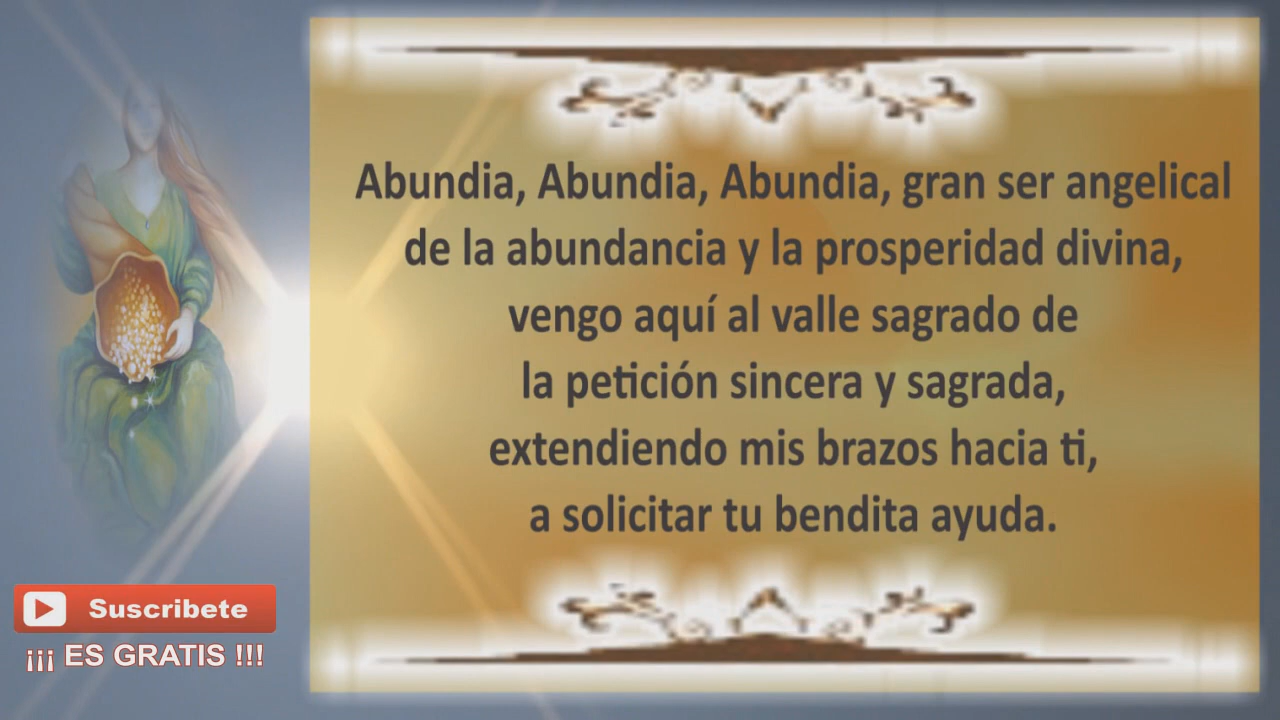 Abundia, Abundia, Abundia, gran ser angelical
de la abundancia y la prosperidad divina,
vengo aquí al valle sagrado de
la petición sincera y sagrada,
extendiendo mis brazos hacia ti,
a solicitar tu bendita ayuda.
Suscribete
¡¡¡ ES GRATIS !!!